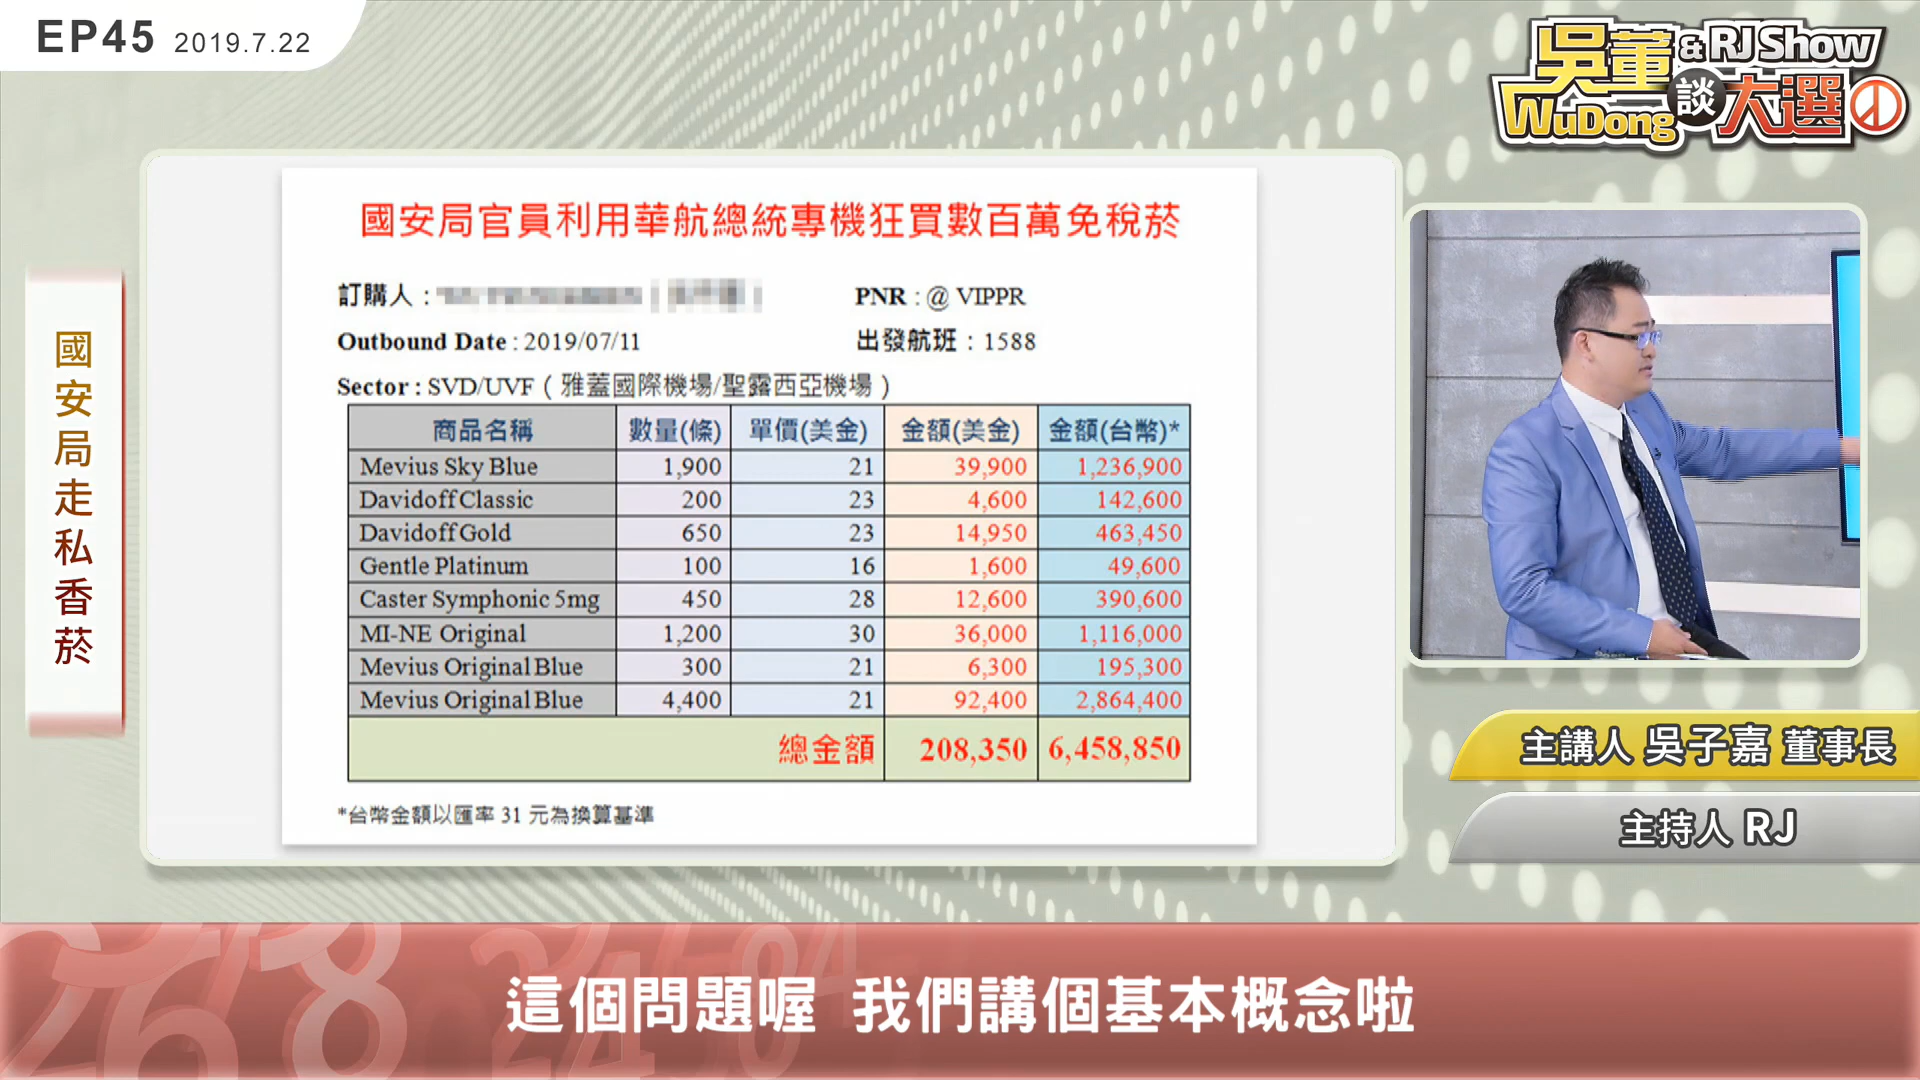 EP45 2019.7.22
吳董 & RJ Show
WuDong 談 大選
國安局走私香菸
國安局官員利用華航總統專機狂買數百萬免稅菸
訂購人:
PNR : @ VIPPR
Outbound Date : 2019/07/11
出發航班:1588
Sector : SVD/UVF(雅蓋國際機場/聖露西亞機場)
商品名稱 數量(條) 單價(美金) 金額(美金) 金額(台幣)*
Mevius Sky Blue 1,900 21 39,900 1,236,900
Davidoff Classic 200 23 4,600 142,600
Davidoff Gold 650 23 14,950 463,450
Gentle Platinum 100 16 1,600 49,600
Caster Symphonic 5mg 450 28 12,600 390,600
MI-NE Original 1,200 30 36,000 1,116,000
Mevius Original Blue 300 21 6,300 195,300
Mevius Original Blue 4,400 21 92,400 2,864,400
總金額 208,350 6,458,850
*台幣金額以匯率 31 元為換算基準
主講人 吳子嘉 董事長
主持人 RJ
這個問題喔 我們講個基本概念啦